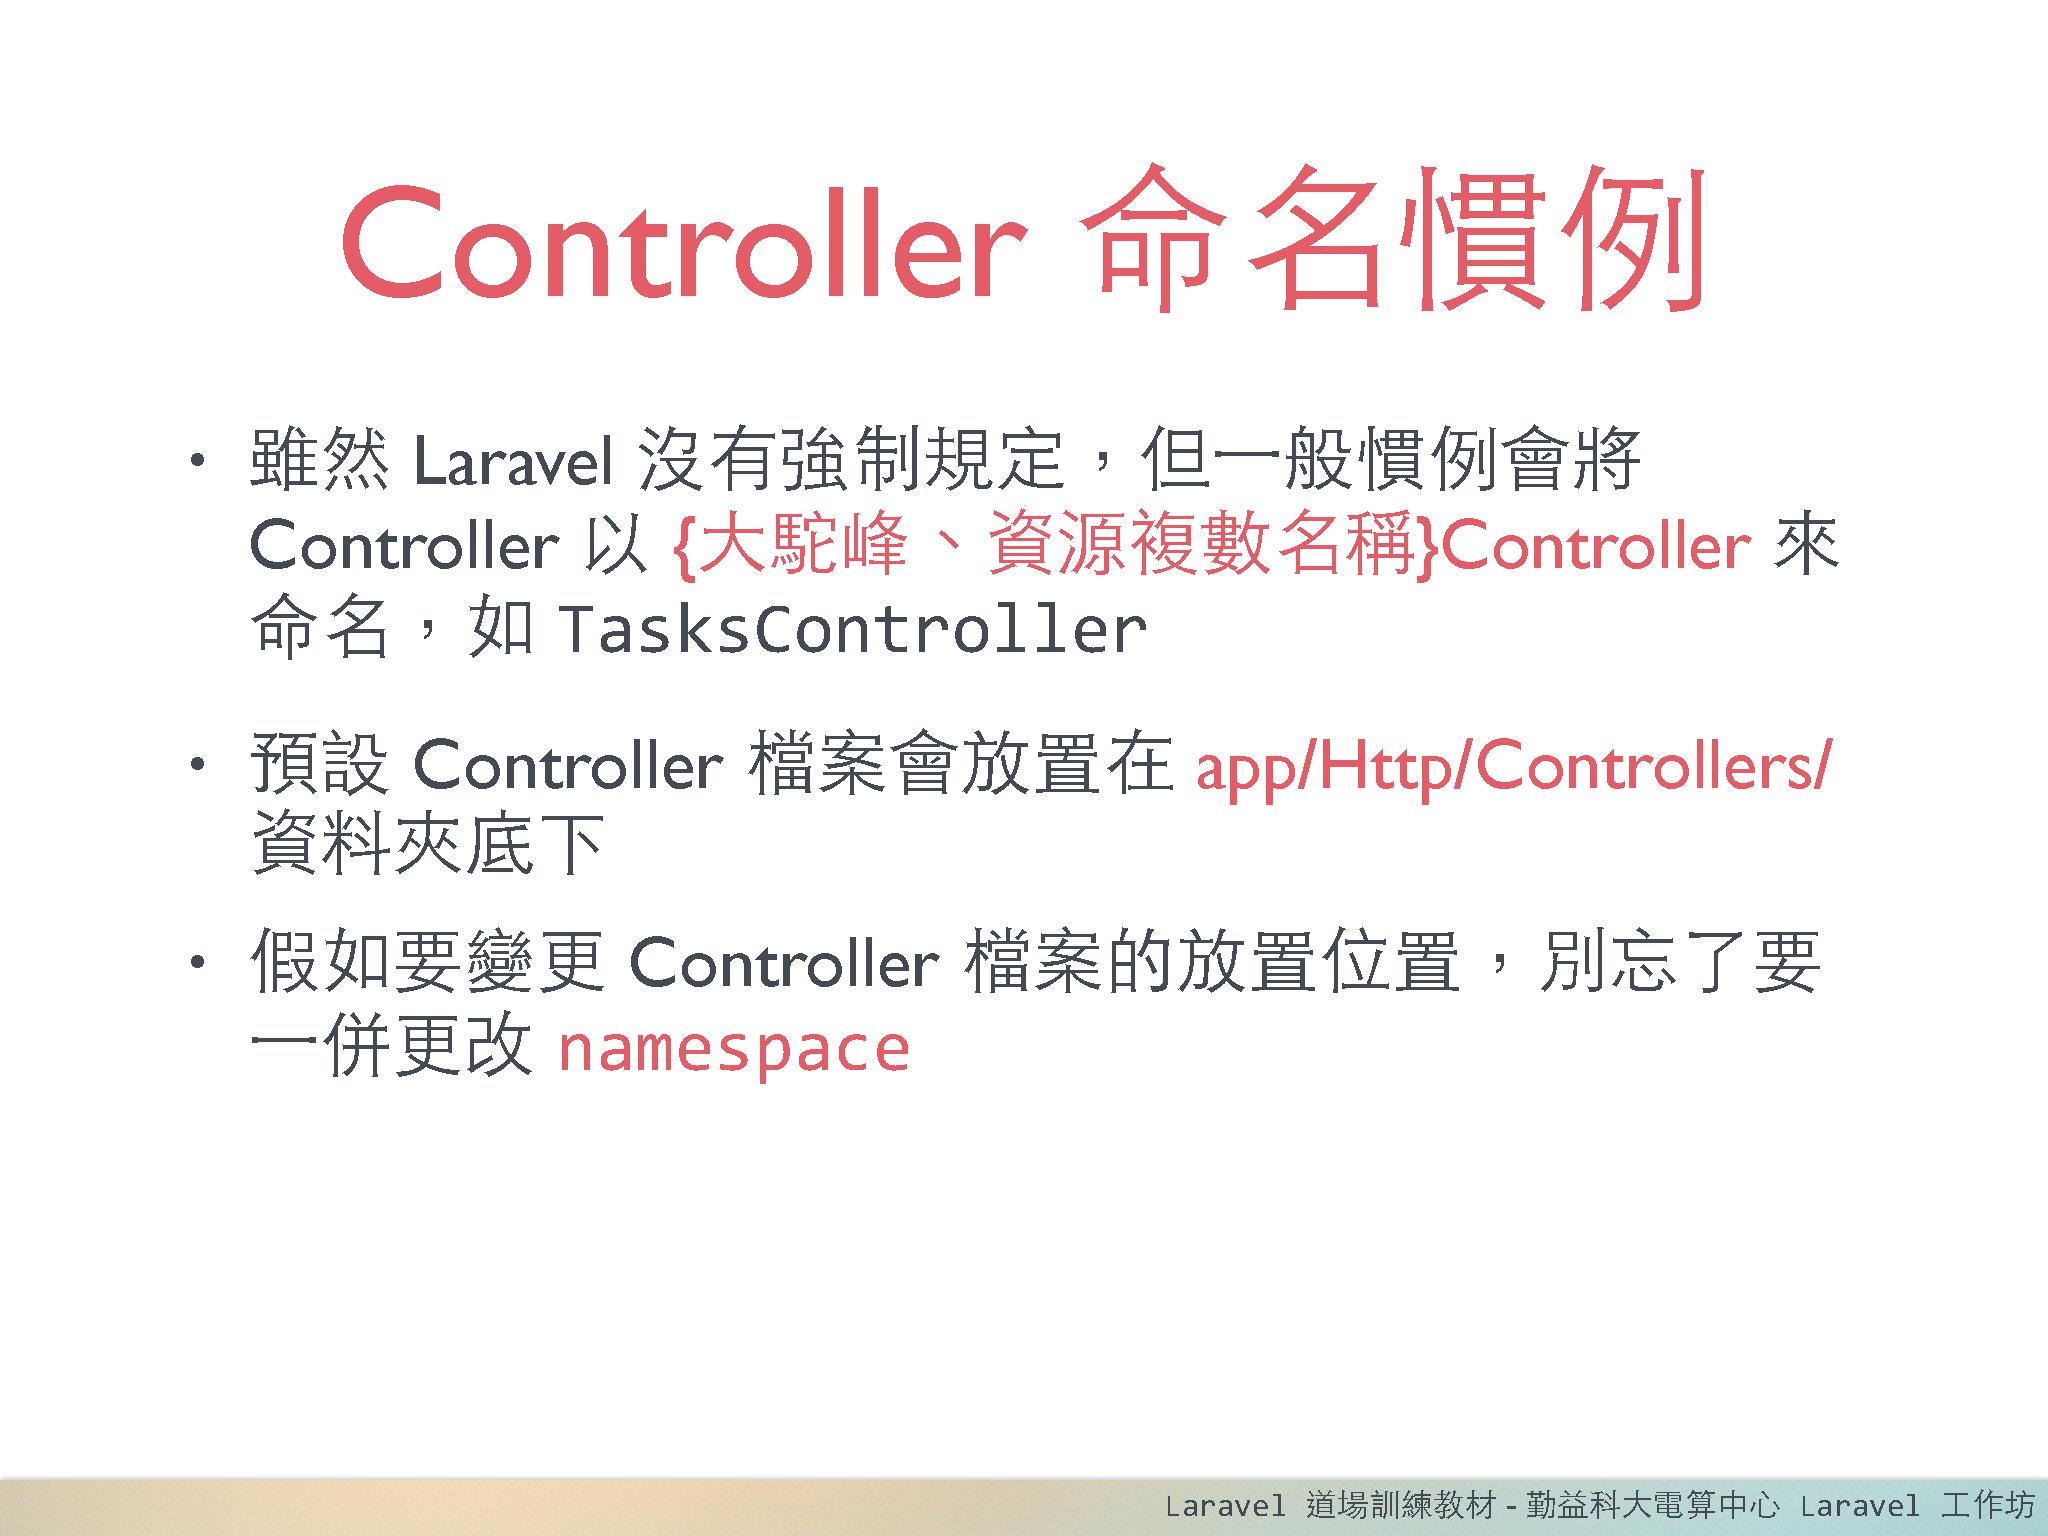 Controller 命名慣例
• 雖然 Laravel 沒有強制規定，但一般慣例會將
Controller 以 {大駝峰、資源複數名稱}Controller 來
命名，如 TasksController
• 預設 Controller 檔案會放置在 app/Http/Controllers/
資料夾底下
• 假如要變更 Controller 檔案的放置位置，別忘了要
一併更改 namespace
Laravel 道場訓練教材 - 勤益科大電算中心 Laravel 工作坊